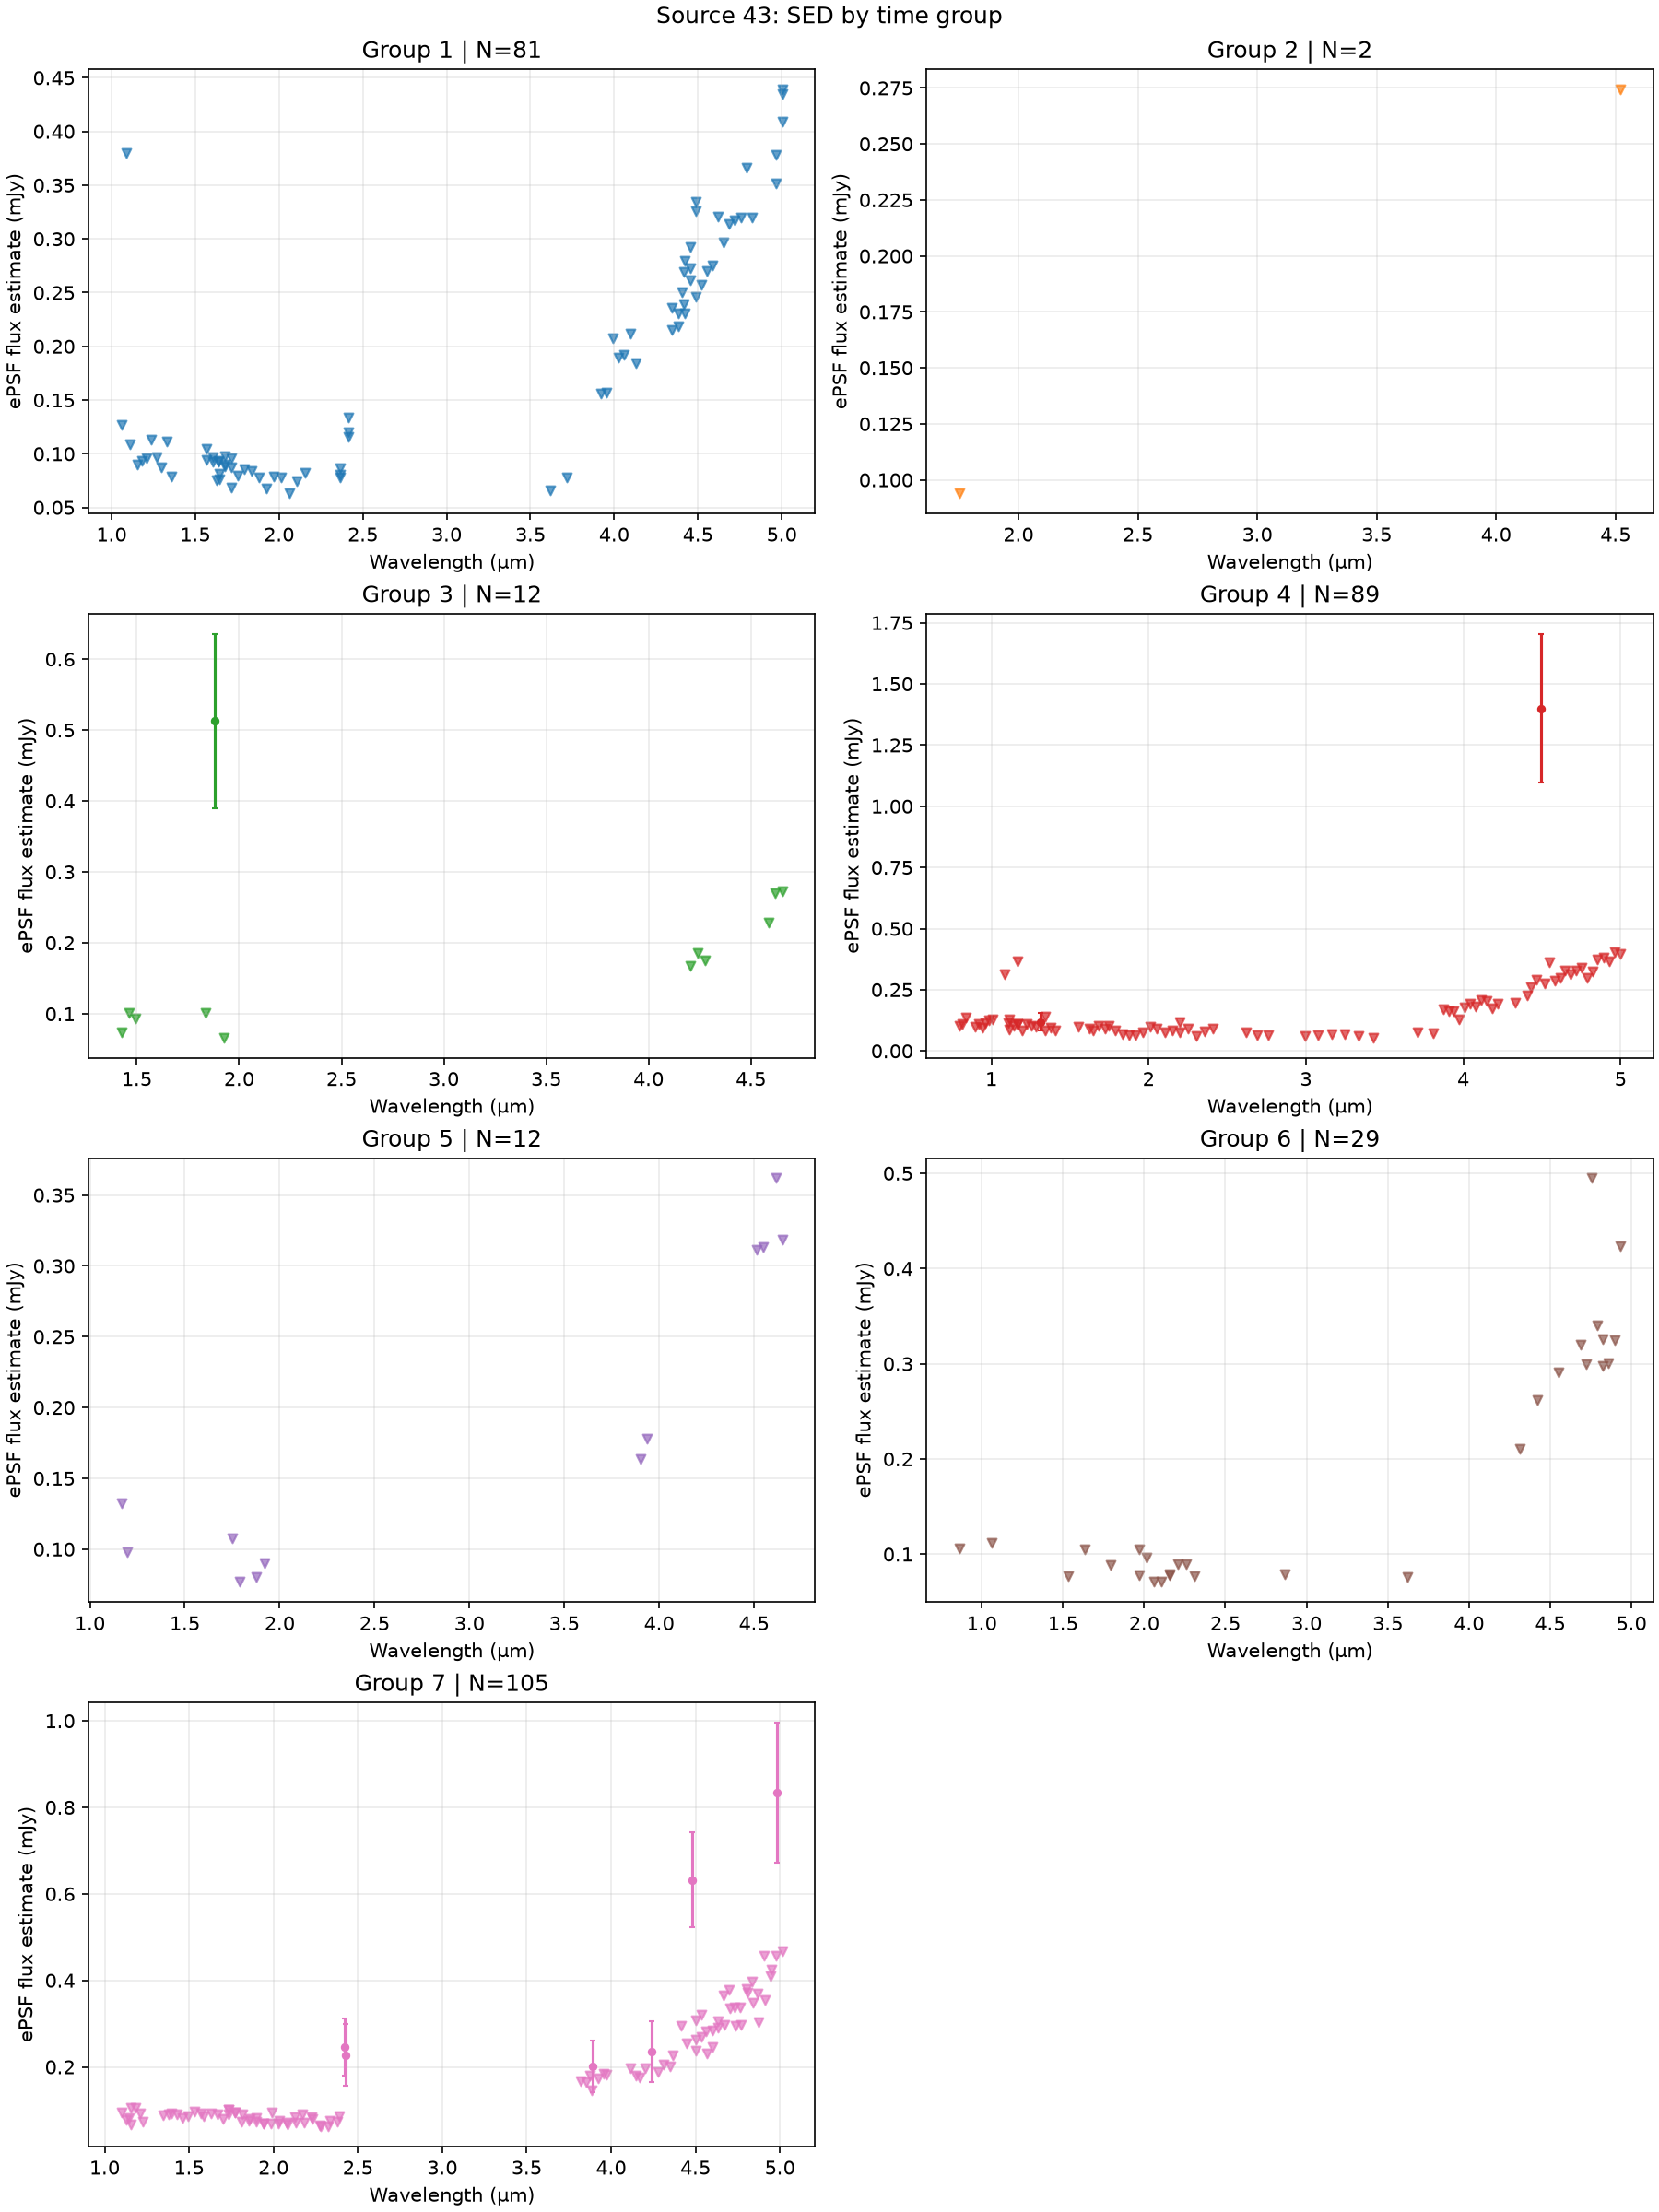 Source 43: SED by time group
Group 1 | N=81
0.45
0.40
0.35
0.30
0.25
0.20
0.15
0.10
0.05
ePSF flux estimate (mJy)
1.0 1.5 2.0 2.5 3.0 3.5 4.0 4.5 5.0
Wavelength (µm)
Group 2 | N=2
0.275
0.250
0.225
0.200
0.175
0.150
0.125
0.100
ePSF flux estimate (mJy)
2.0 2.5 3.0 3.5 4.0 4.5
Wavelength (µm)
Group 3 | N=12
0.6
0.5
0.4
0.3
0.2
0.1
ePSF flux estimate (mJy)
1.5 2.0 2.5 3.0 3.5 4.0 4.5
Wavelength (µm)
Group 4 | N=89
1.75
1.50
1.25
1.00
0.75
0.50
0.25
0.00
ePSF flux estimate (mJy)
1 2 3 4 5
Wavelength (µm)
Group 5 | N=12
0.35
0.30
0.25
0.20
0.15
0.10
ePSF flux estimate (mJy)
1.0 1.5 2.0 2.5 3.0 3.5 4.0 4.5
Wavelength (µm)
Group 6 | N=29
0.5
0.4
0.3
0.2
0.1
ePSF flux estimate (mJy)
1.0 1.5 2.0 2.5 3.0 3.5 4.0 4.5 5.0
Wavelength (µm)
Group 7 | N=105
1.0
0.8
0.6
0.4
0.2
ePSF flux estimate (mJy)
1.0 1.5 2.0 2.5 3.0 3.5 4.0 4.5 5.0
Wavelength (µm)